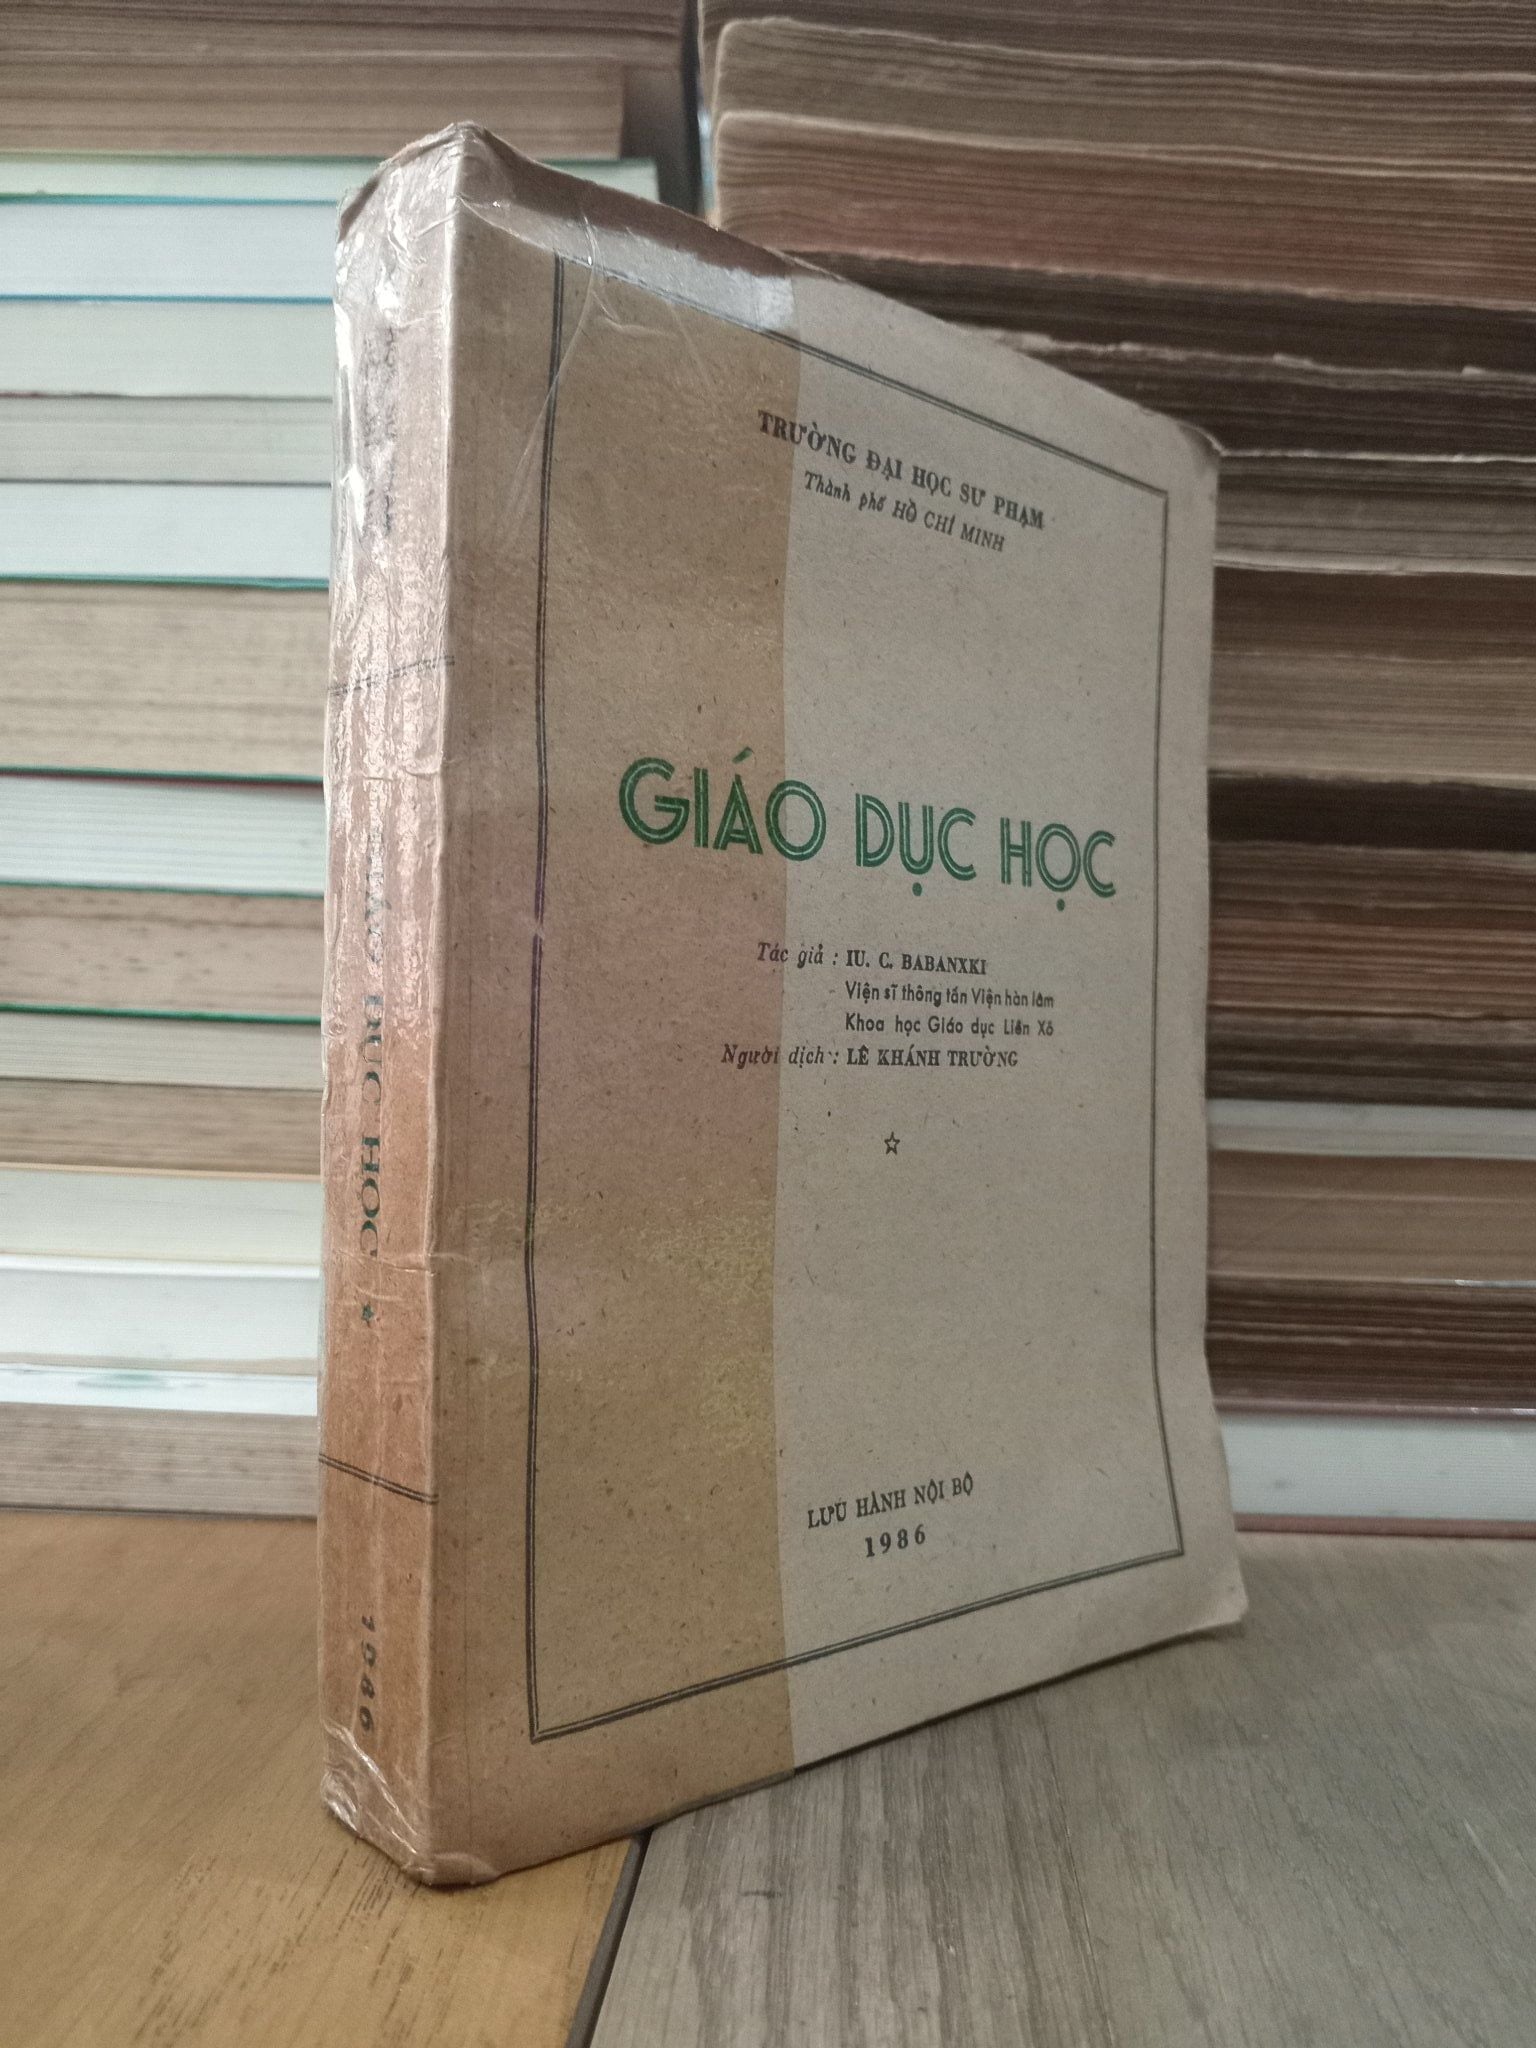 TRƯỜNG ĐẠI HỌC SƯ PHẠM
Thành phố HỒ CHÍ MINH
GIÁO DỤC HỌC
Tác giả : IU. C. BABANXKI
Viện sĩ thông tấn Viện hàn lâm
Khoa học Giáo dục Liên Xô
Người dịch : LÊ KHÁNH TRƯỜNG
LƯU HÀNH NỘI BỘ
1986
GIÁO DỤC HỌC
1986